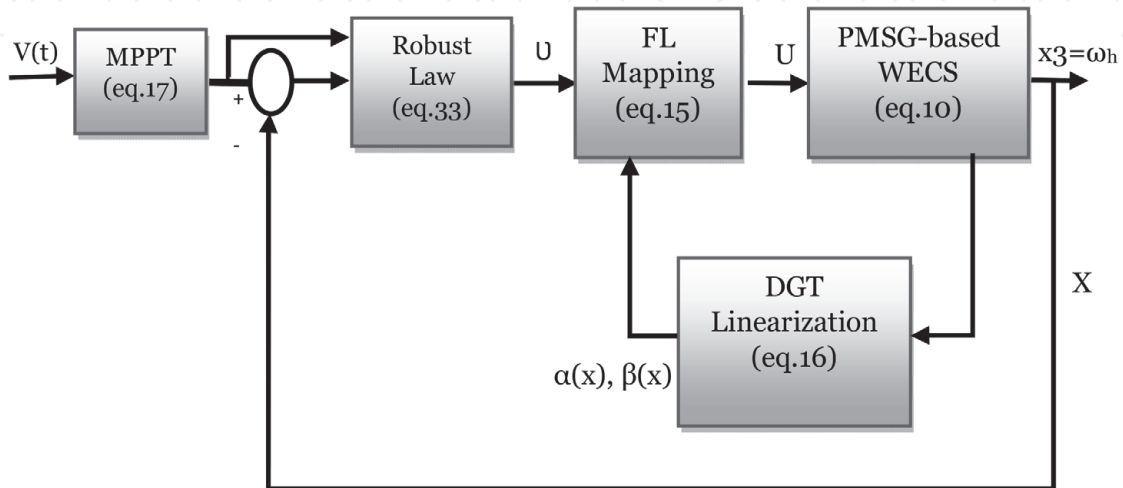 V(t)
MPPT
(eq.17)
+
-
Robust
Law
(eq.33)
υ
FL
Mapping
(eq.15)
U
PMSG-based
WECS
(eq.10)
x3=ωh
DGT
Linearization
(eq.16)
α(x), β(x)
X